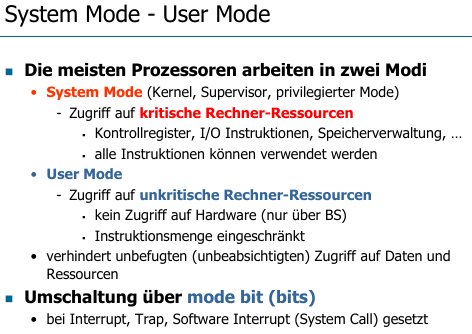 System Mode - User Mode
■ Die meisten Prozessoren arbeiten in zwei Modi
• System Mode (Kernel, Supervisor, privilegierter Mode)
- Zugriff auf kritische Rechner-Ressourcen
▪ Kontrollregister, I/O Instruktionen, Speicherverwaltung, ...
▪ alle Instruktionen können verwendet werden
• User Mode
- Zugriff auf unkritische Rechner-Ressourcen
▪ kein Zugriff auf Hardware (nur über BS)
▪ Instruktionsmenge eingeschränkt
• verhindert unbefugten (unbeabsichtigten) Zugriff auf Daten und
Ressourcen
■ Umschaltung über mode bit (bits)
• bei Interrupt, Trap, Software Interrupt (System Call) gesetzt